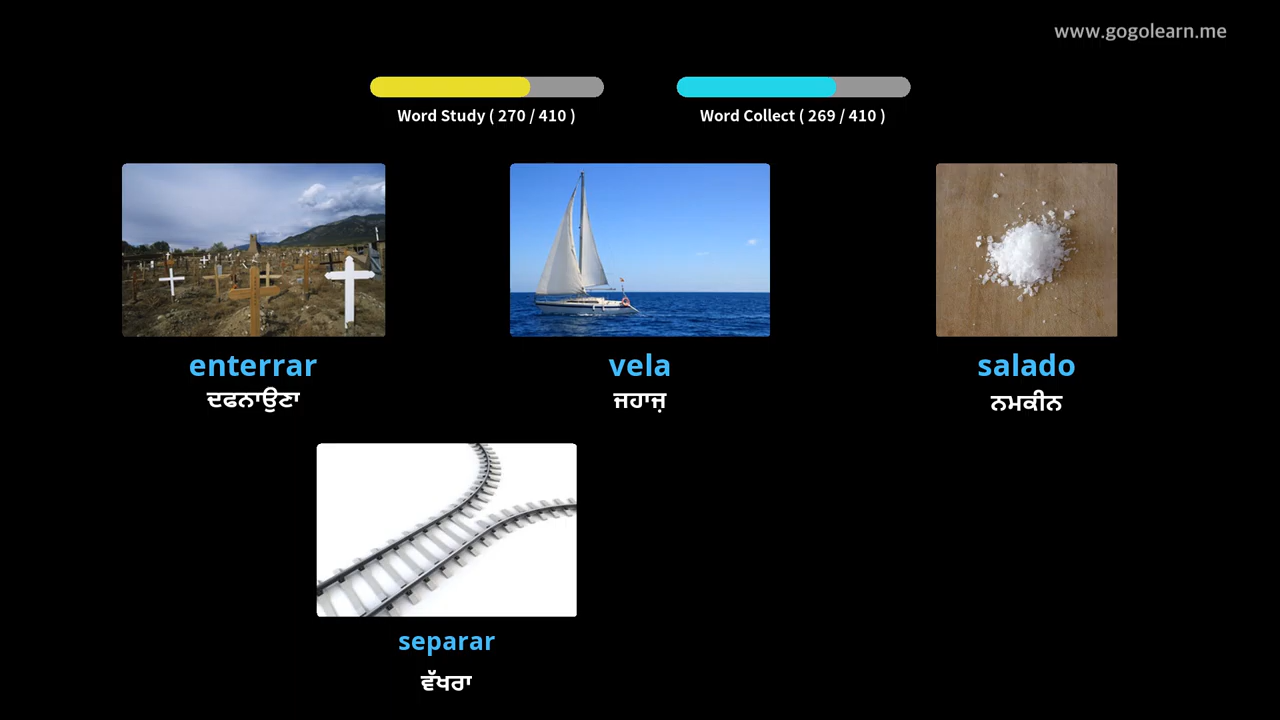 www.gogolearn.me
Word Study ( 270 / 410 )
Word Collect ( 269 / 410 )
enterrar
ਦਫਨਾਉਣਾ
vela
ਜਹਾਜ਼
salado
ਨਮਕੀਨ
separar
ਵੱਖਰਾ